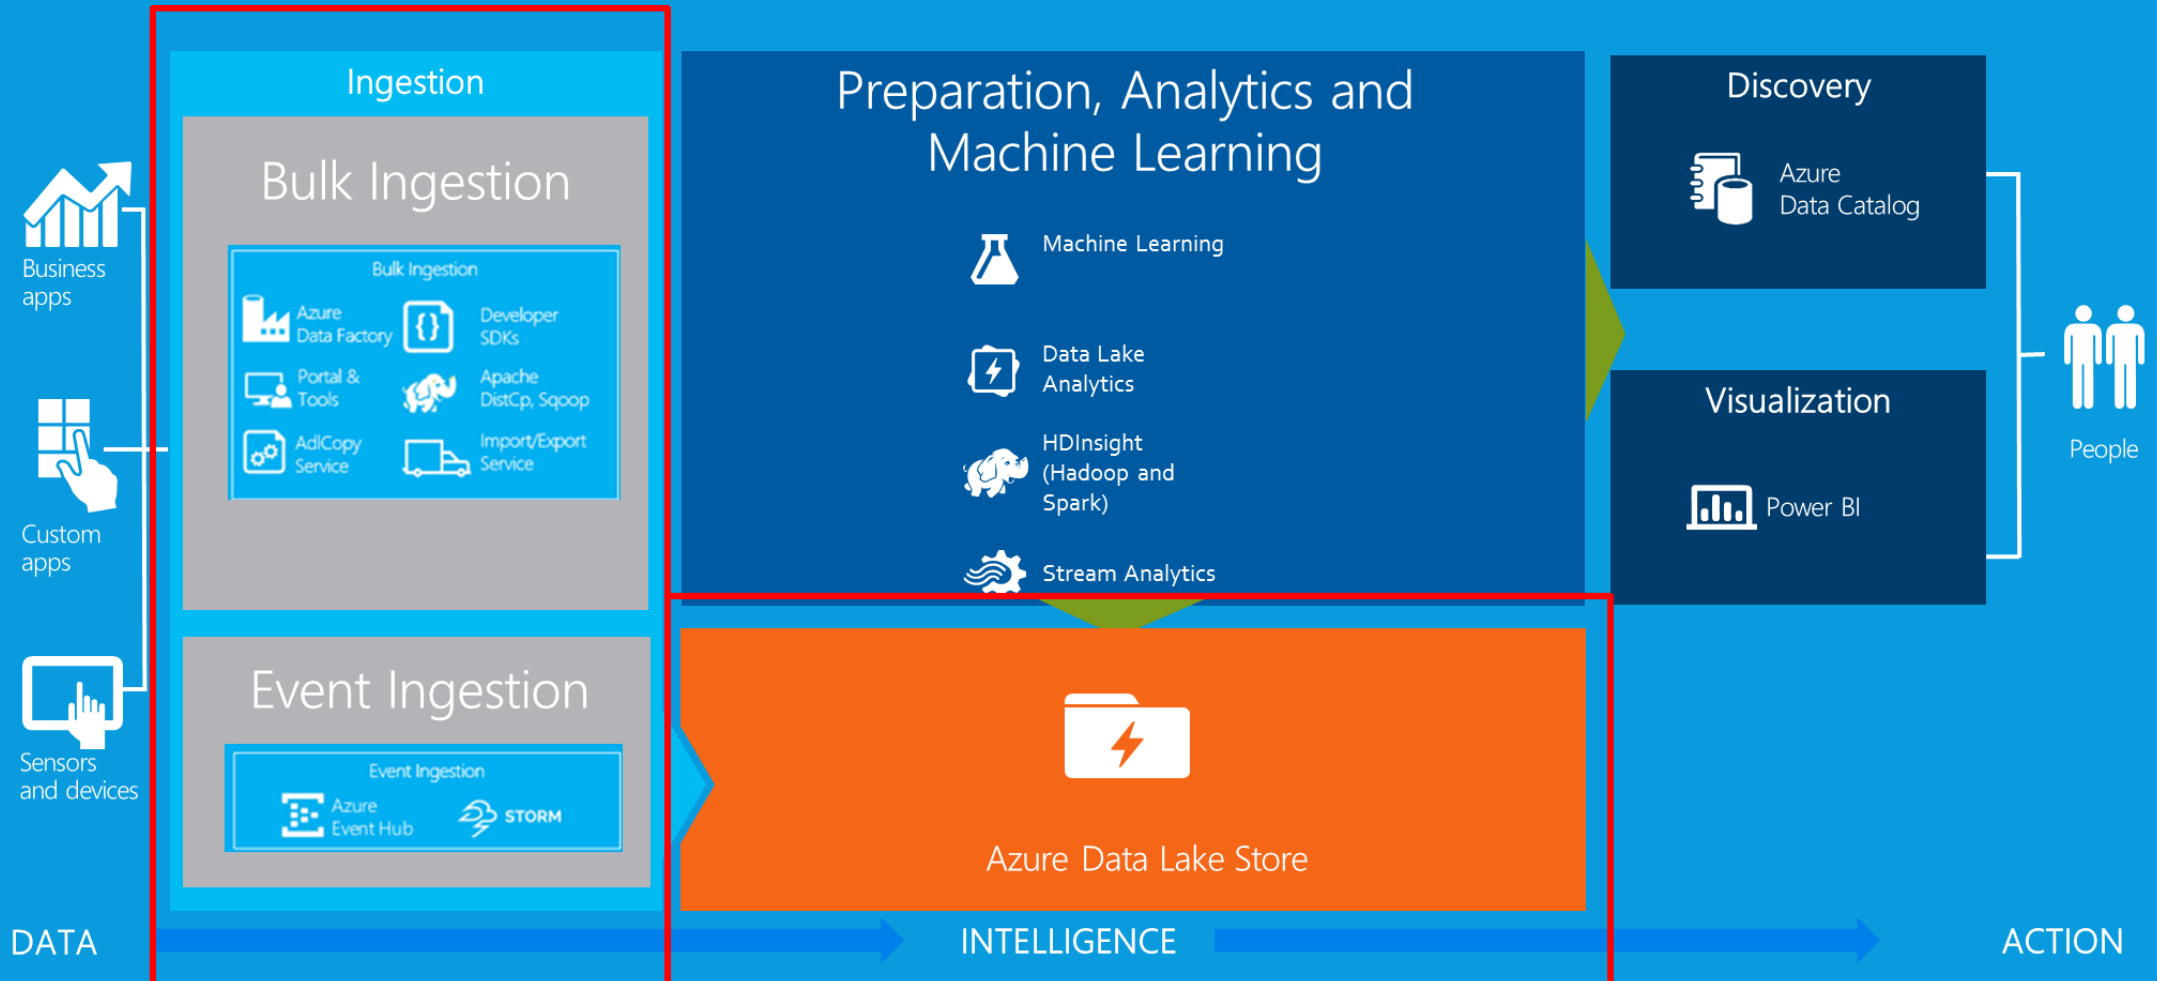 Business
apps
Custom
apps
Sensors
and devices
Ingestion
Bulk Ingestion
Bulk Ingestion
Azure
Data Factory
Developer
SDKs
Portal &
Tools
Apache
DistCp, Sqoop
AdlCopy
Service
Import/Export
Service
Event Ingestion
Event Ingestion
Azure
Event Hub
STORM
Preparation, Analytics and
Machine Learning
Machine Learning
Data Lake
Analytics
HDInsight
(Hadoop and
Spark)
Stream Analytics
Azure Data Lake Store
Discovery
Azure
Data Catalog
Visualization
Power BI
People
DATA
INTELLIGENCE
ACTION